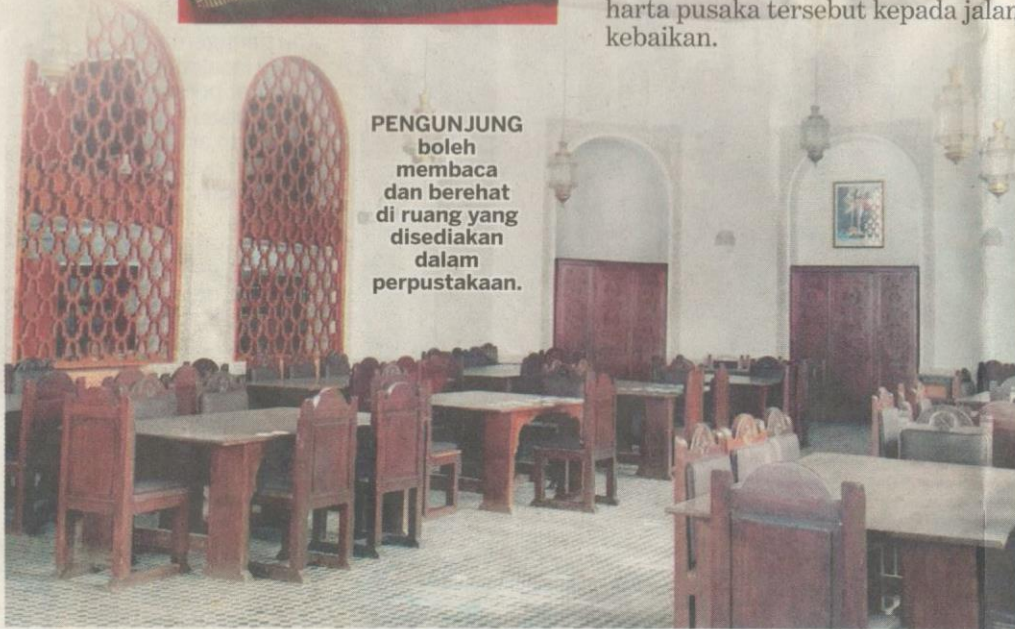 harta pusaka tersebut kepada jalan
kebaikan.
PENGUNJUNG
boleh
membaca
dan berehat
di ruang yang
disediakan
dalam
perpustakaan.